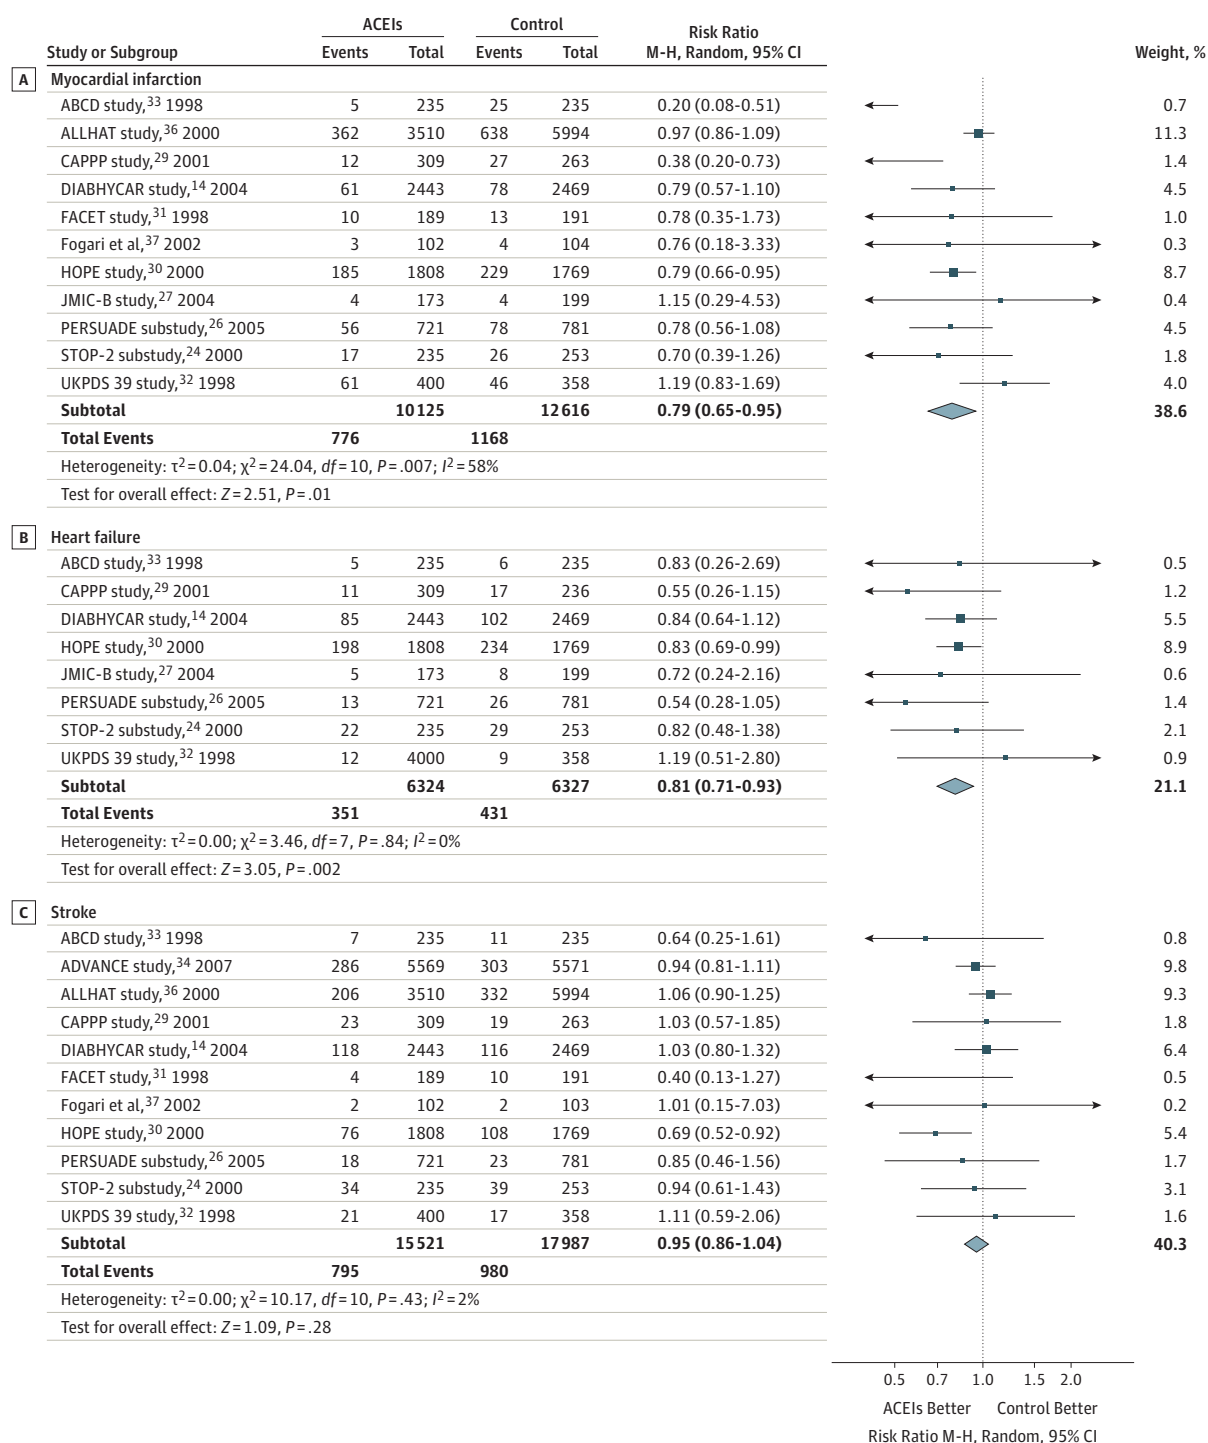 ACEIs Control
Study or Subgroup Events Total Events Total Risk Ratio M-H, Random, 95% CI Weight, %
A Myocardial infarction
ABCD study,33 1998 5 235 25 235 0.20 (0.08-0.51) 0.7
ALLHAT study,36 2000 362 3510 638 5994 0.97 (0.86-1.09) 11.3
CAPPP study,29 2001 12 309 27 263 0.38 (0.20-0.73) 1.4
DIABHYCAR study,14 2004 61 2443 78 2469 0.79 (0.57-1.10) 4.5
FACET study,31 1998 10 189 13 191 0.78 (0.35-1.73) 1.0
Fogari et al,37 2002 3 102 4 104 0.76 (0.18-3.33) 0.3
HOPE study,30 2000 185 1808 229 1769 0.79 (0.66-0.95) 8.7
JMIC-B study,27 2004 4 173 4 199 1.15 (0.29-4.53) 0.4
PERSUADE substudy,26 2005 56 721 78 781 0.78 (0.56-1.08) 4.5
STOP-2 substudy,24 2000 17 235 26 253 0.70 (0.39-1.26) 1.8
UKPDS 39 study,32 1998 61 400 46 358 1.19 (0.83-1.69) 4.0
Subtotal 10125 12616 0.79 (0.65-0.95) 38.6
Total Events 776 1168
Heterogeneity: τ2=0.04; χ2=24.04, df=10, P=.007; I2=58%
Test for overall effect: Z=2.51, P=.01
B Heart failure
ABCD study,33 1998 5 235 6 235 0.83 (0.26-2.69) 0.5
CAPPP study,29 2001 11 309 17 236 0.55 (0.26-1.15) 1.2
DIABHYCAR study,14 2004 85 2443 102 2469 0.84 (0.64-1.12) 5.5
HOPE study,30 2000 198 1808 234 1769 0.83 (0.69-0.99) 8.9
JMIC-B study,27 2004 5 173 8 199 0.72 (0.24-2.16) 0.6
PERSUADE substudy,26 2005 13 721 26 781 0.54 (0.28-1.05) 1.4
STOP-2 substudy,24 2000 22 235 29 253 0.82 (0.48-1.38) 2.1
UKPDS 39 study,32 1998 12 4000 9 358 1.19 (0.51-2.80) 0.9
Subtotal 6324 6327 0.81 (0.71-0.93) 21.1
Total Events 351 431
Heterogeneity: τ2=0.00; χ2=3.46, df=7, P=.84; I2=0%
Test for overall effect: Z=3.05, P=.002
C Stroke
ABCD study,33 1998 7 235 11 235 0.64 (0.25-1.61) 0.8
ADVANCE study,34 2007 286 5569 303 5571 0.94 (0.81-1.11) 9.8
ALLHAT study,36 2000 206 3510 332 5994 1.06 (0.90-1.25) 9.3
CAPPP study,29 2001 23 309 19 263 1.03 (0.57-1.85) 1.8
DIABHYCAR study,14 2004 118 2443 116 2469 1.03 (0.80-1.32) 6.4
FACET study,31 1998 4 189 10 191 0.40 (0.13-1.27) 0.5
Fogari et al,37 2002 2 102 2 103 1.01 (0.15-7.03) 0.2
HOPE study,30 2000 76 1808 108 1769 0.69 (0.52-0.92) 5.4
PERSUADE substudy,26 2005 18 721 23 781 0.85 (0.46-1.56) 1.7
STOP-2 substudy,24 2000 34 235 39 253 0.94 (0.61-1.43) 3.1
UKPDS 39 study,32 1998 21 400 17 358 1.11 (0.59-2.06) 1.6
Subtotal 15521 17987 0.95 (0.86-1.04) 40.3
Total Events 795 980
Heterogeneity: τ2=0.00; χ2=10.17, df=10, P=.43; I2=2%
Test for overall effect: Z=1.09, P=.28
0.5 0.7 1.0 1.5 2.0
ACEIs Better Control Better
Risk Ratio M-H, Random, 95% CI